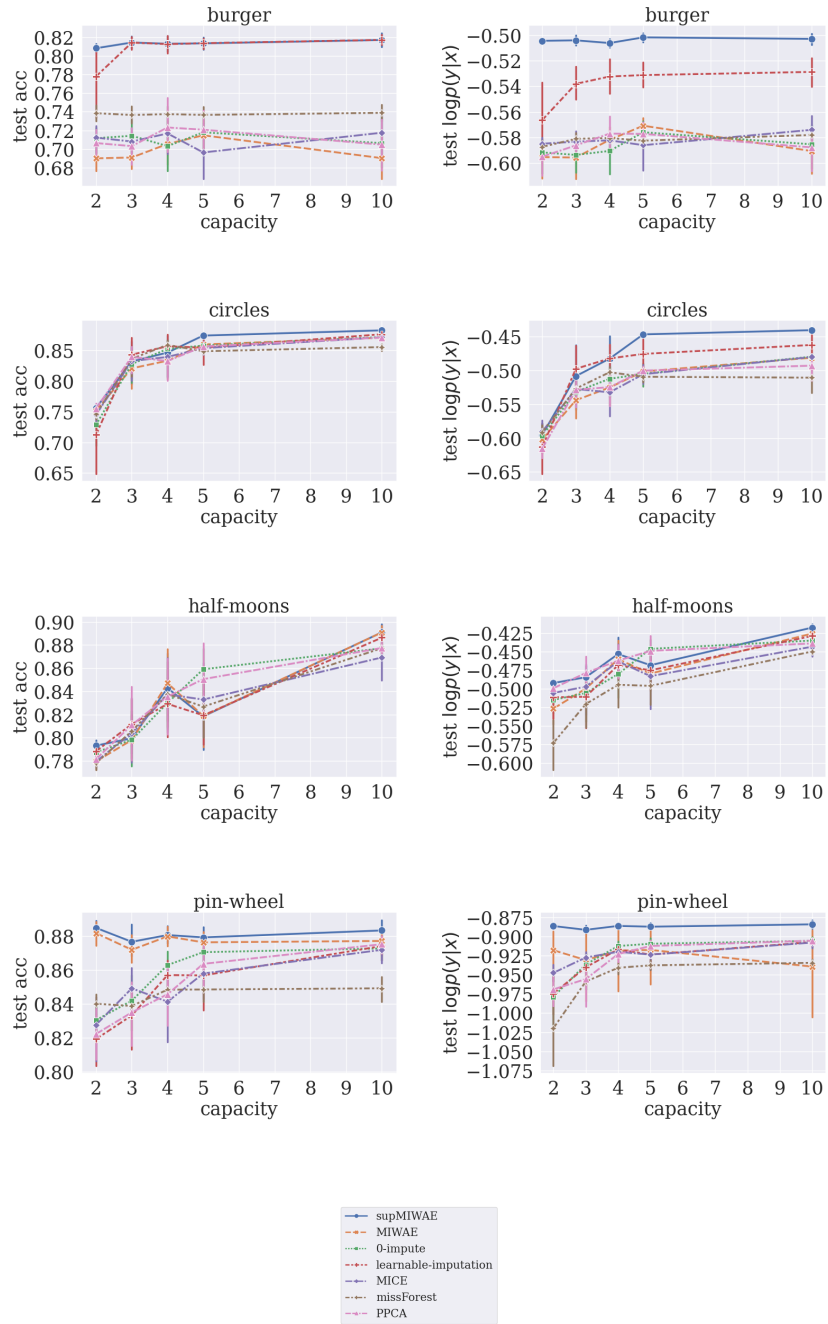 burger
test acc
0.82
0.80
0.78
0.76
0.74
0.72
0.70
0.68
2 3 4 5 6 7 8 9 10
capacity
burger
test logp(y|x)
−0.50
−0.52
−0.54
−0.56
−0.58
−0.60
2 3 4 5 6 7 8 9 10
capacity
circles
test acc
0.85
0.80
0.75
0.70
0.65
2 3 4 5 6 7 8 9 10
capacity
circles
test logp(y|x)
−0.45
−0.50
−0.55
−0.60
−0.65
2 3 4 5 6 7 8 9 10
capacity
half-moons
test acc
0.90
0.88
0.86
0.84
0.82
0.80
0.78
2 3 4 5 6 7 8 9 10
capacity
half-moons
test logp(y|x)
−0.425
−0.450
−0.475
−0.500
−0.525
−0.550
−0.575
−0.600
2 3 4 5 6 7 8 9 10
capacity
pin-wheel
test acc
0.88
0.86
0.84
0.82
0.80
2 3 4 5 6 7 8 9 10
capacity
pin-wheel
test logp(y|x)
−0.875
−0.900
−0.925
−0.950
−0.975
−1.000
−1.025
−1.050
−1.075
2 3 4 5 6 7 8 9 10
capacity
supMIWAE
MIWAE
0-impute
learnable-imputation
MICE
missForest
PPCA